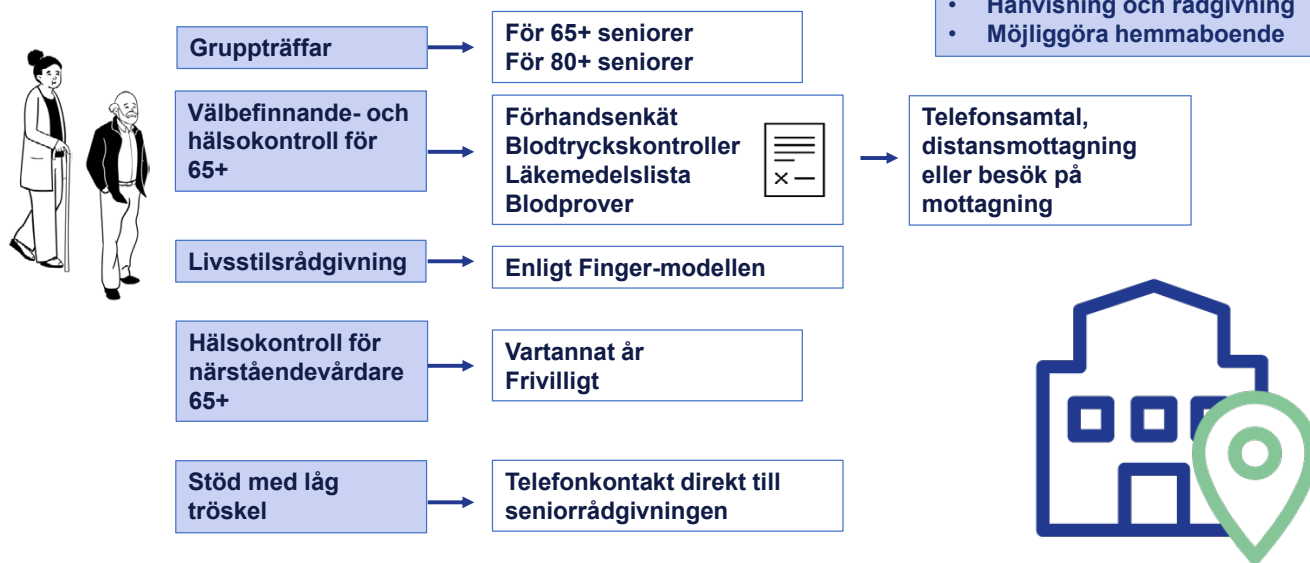 • Hänvisning och rådgivning
• Möjliggöra hemmaboende
Gruppträffar
För 65+ seniorer
För 80+ seniorer
Välbefinnande- och
hälsokontroll för
65+
Förhandsenkät
Blodtryckskontroller
Läkemedelslista
Blodprover
Telefonsamtal,
distansmottagning
eller besök på
mottagning
Livsstilsrådgivning
Enligt Finger-modellen
Hälsokontroll för
närståendevårdare
65+
Vartannat år
Frivilligt
Stöd med låg
tröskel
Telefonkontakt direkt till
seniorrådgivningen